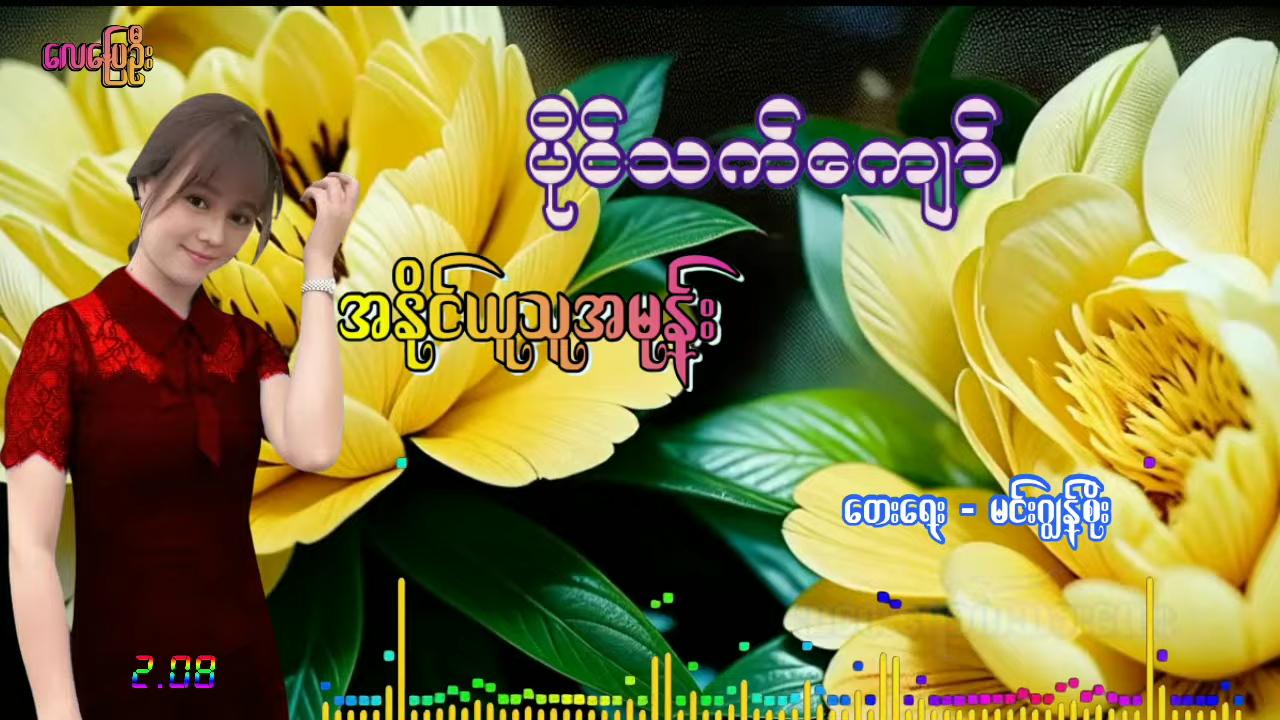 လေပြေဦး
ပိုင်သက်ကျော်
အနိုင်ယူသူအမုန်း
တေးရေး - မင်းဂျွန်စိုး
2.08